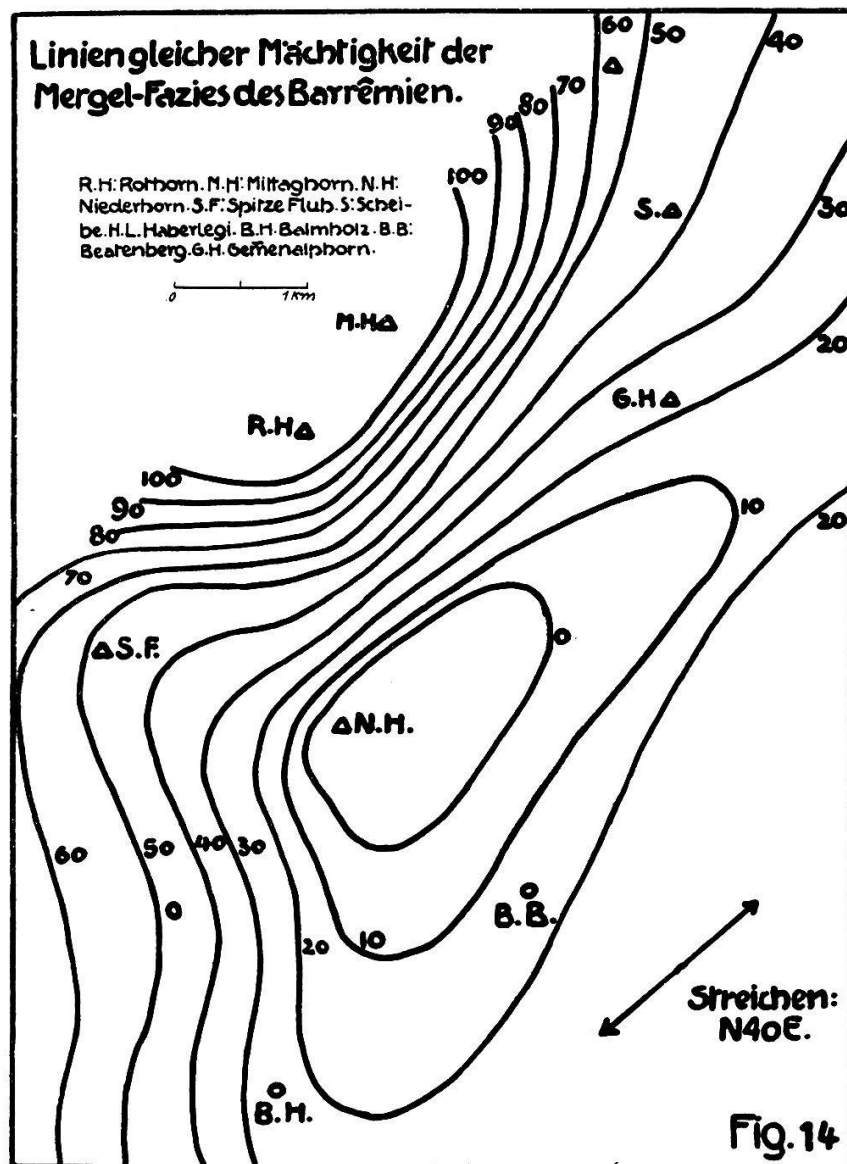 Linien gleicher Mächtigkeit der
Mergel-Fazies des Barrêmien.
R.H: Rothorn. M.H: Mittaghorn. N.H:
Niederhorn. S.F: Spitze Fluh. S: Schei-
be. H.L. Haberlegi. B.H: Balmholz. B.B:
Beatenberg. G.H: Gemenalphorn.
0 1 Km
60 50 40
70
80
90
100
S.
30
M.H
20
G.H
R.H
100
90
80
70
10
20
S.F.
0
N.H.
60 50 40 30
B.B.
20 10
Streichen:
N40E.
B.H.
Fig. 14